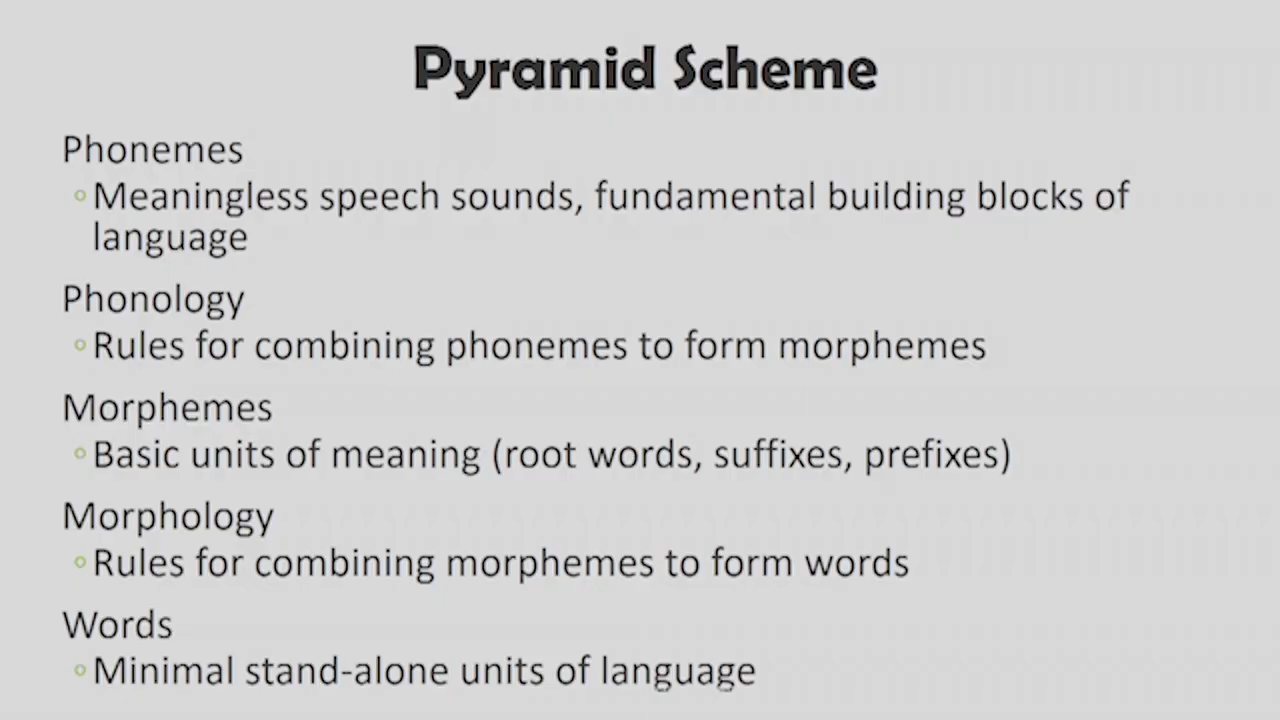 Pyramid Scheme
Phonemes
◦Meaningless speech sounds, fundamental building blocks of
language
Phonology
◦Rules for combining phonemes to form morphemes
Morphemes
◦Basic units of meaning (root words, suffixes, prefixes)
Morphology
◦Rules for combining morphemes to form words
Words
◦Minimal stand-alone units of language